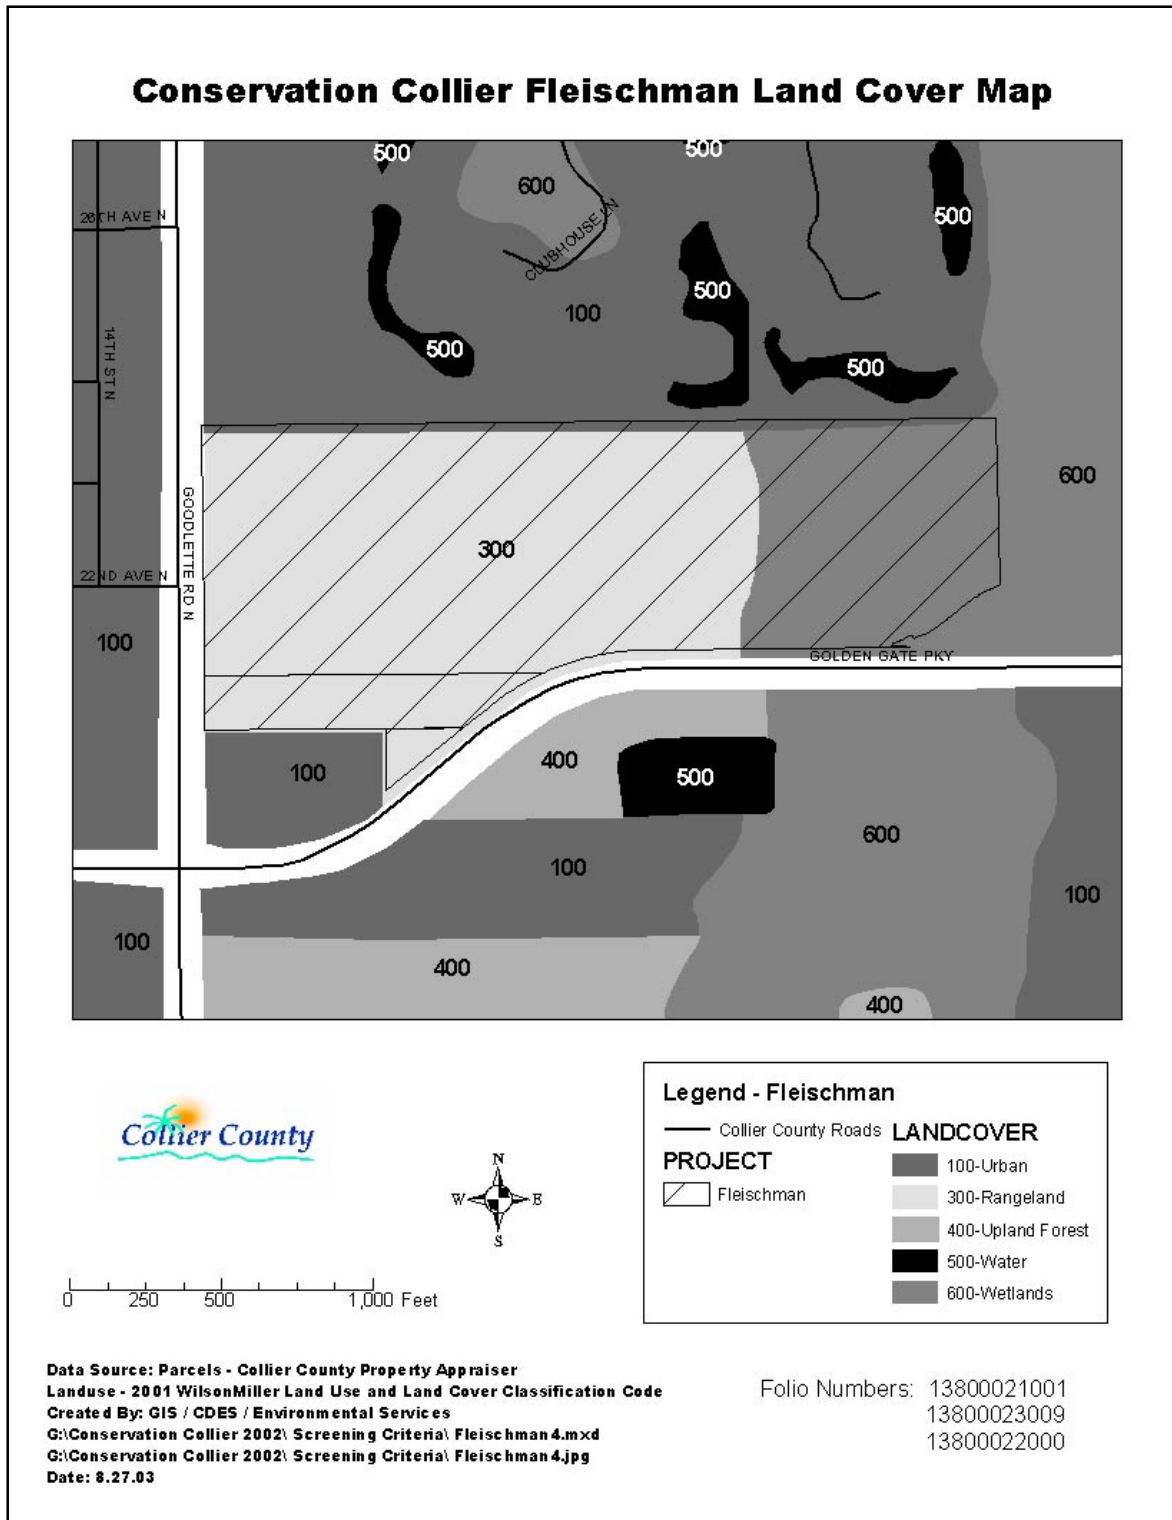 Conservation Collier Fleischman Land Cover Map
500
500
600
26TH AVE N
500
CLUBHOUSE LN
500
100
14TH ST N
500
500
600
GOODLETTE RD N
300
22ND AVE N
100
GOLDEN GATE PKY
100
400
500
600
100
100
100
400
400
Legend - Fleischman
Collier County Roads
PROJECT
Fleischman
LANDCOVER
100-Urban
300-Rangeland
400-Upland Forest
500-Water
600-Wetlands
Collier County
N
W E
S
0 250 500 1,000 Feet
Data Source: Parcels - Collier County Property Appraiser
Landuse - 2001 WilsonMiller Land Use and Land Cover Classification Code
Created By: GIS / CDES / Environmental Services
G:\Conservation Collier 2002\ Screening Criteria\ Fleischman4.mxd
G:\Conservation Collier 2002\ Screening Criteria\ Fleischman4.jpg
Date: 8.27.03
Folio Numbers: 13800021001
13800023009
13800022000